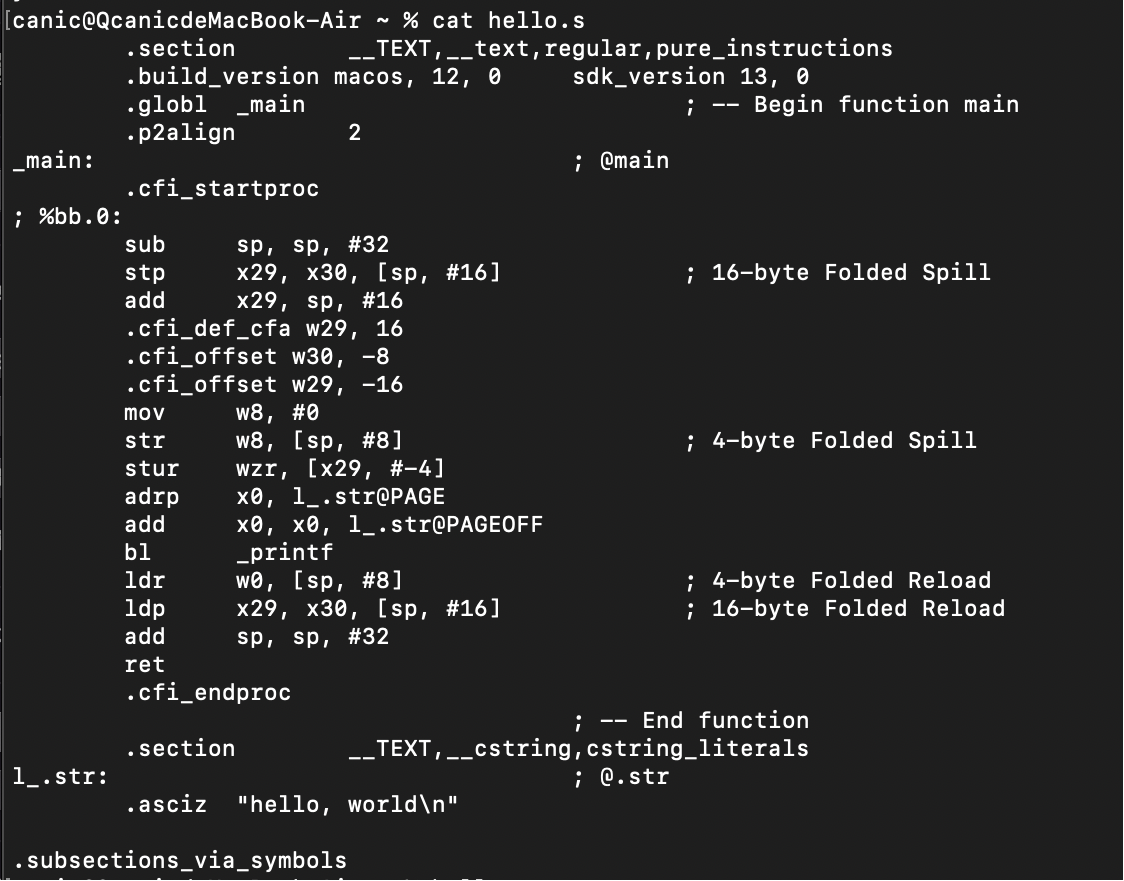 [canic@QcanicdeMacBook-Air ~ % cat hello.s
.section __TEXT,__text,regular,pure_instructions
.build_version macos, 12, 0 sdk_version 13, 0
.globl _main ; -- Begin function main
.p2align 2
_main: ; @main
.cfi_startproc
; %bb.0:
sub sp, sp, #32
stp x29, x30, [sp, #16] ; 16-byte Folded Spill
add x29, sp, #16
.cfi_def_cfa w29, 16
.cfi_offset w30, -8
.cfi_offset w29, -16
mov w8, #0
str w8, [sp, #8] ; 4-byte Folded Spill
stur wzr, [x29, #-4]
adrp x0, l_.str@PAGE
add x0, x0, l_.str@PAGEOFF
bl _printf
ldr w0, [sp, #8] ; 4-byte Folded Reload
ldp x29, x30, [sp, #16] ; 16-byte Folded Reload
add sp, sp, #32
ret
.cfi_endproc
; -- End function
.section __TEXT,__cstring,cstring_literals
l_.str: ; @.str
.asciz "hello, world\n"
.subsections_via_symbols